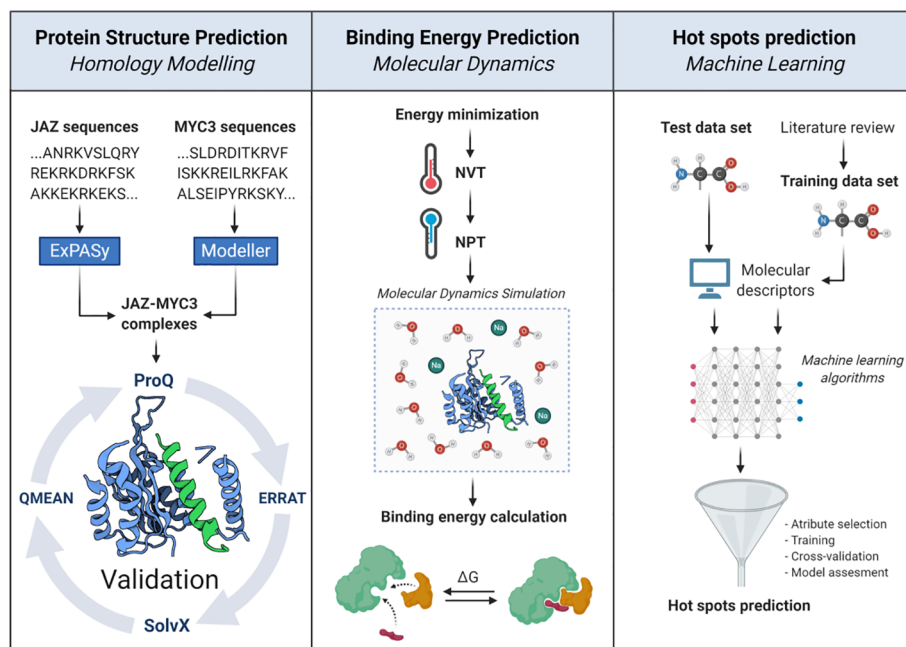 Protein Structure Prediction
Homology Modelling
JAZ sequences
...ANRKVSLQRY
REKRKDRKFSK
AKKEKRKEKS...
MYC3 sequences
...SLDRDITKRVF
ISKKREILRKFAK
ALSEIPYRKSKY...
ExPASy
Modeller
JAZ-MYC3
complexes
ProQ
QMEAN
ERRAT
Validation
SolvX
Binding Energy Prediction
Molecular Dynamics
Energy minimization
NVT
NPT
Molecular Dynamics Simulation
H
O
H
Na
H
O
H
H
O
H
Na
H
O
H
H
O
H
H
O
H
Na
H
O
H
H
O
H
H
O
H
Binding energy calculation
ΔG
Hot spots prediction
Machine Learning
Test data set
Literature review
Training data set
H
H
N
H
C
C
O
O
H
H
H
N
H
C
C
O
O
H
Molecular
descriptors
Machine learning
algorithms
- Atribute selection
- Training
- Cross-validation
- Model assesment
Hot spots prediction